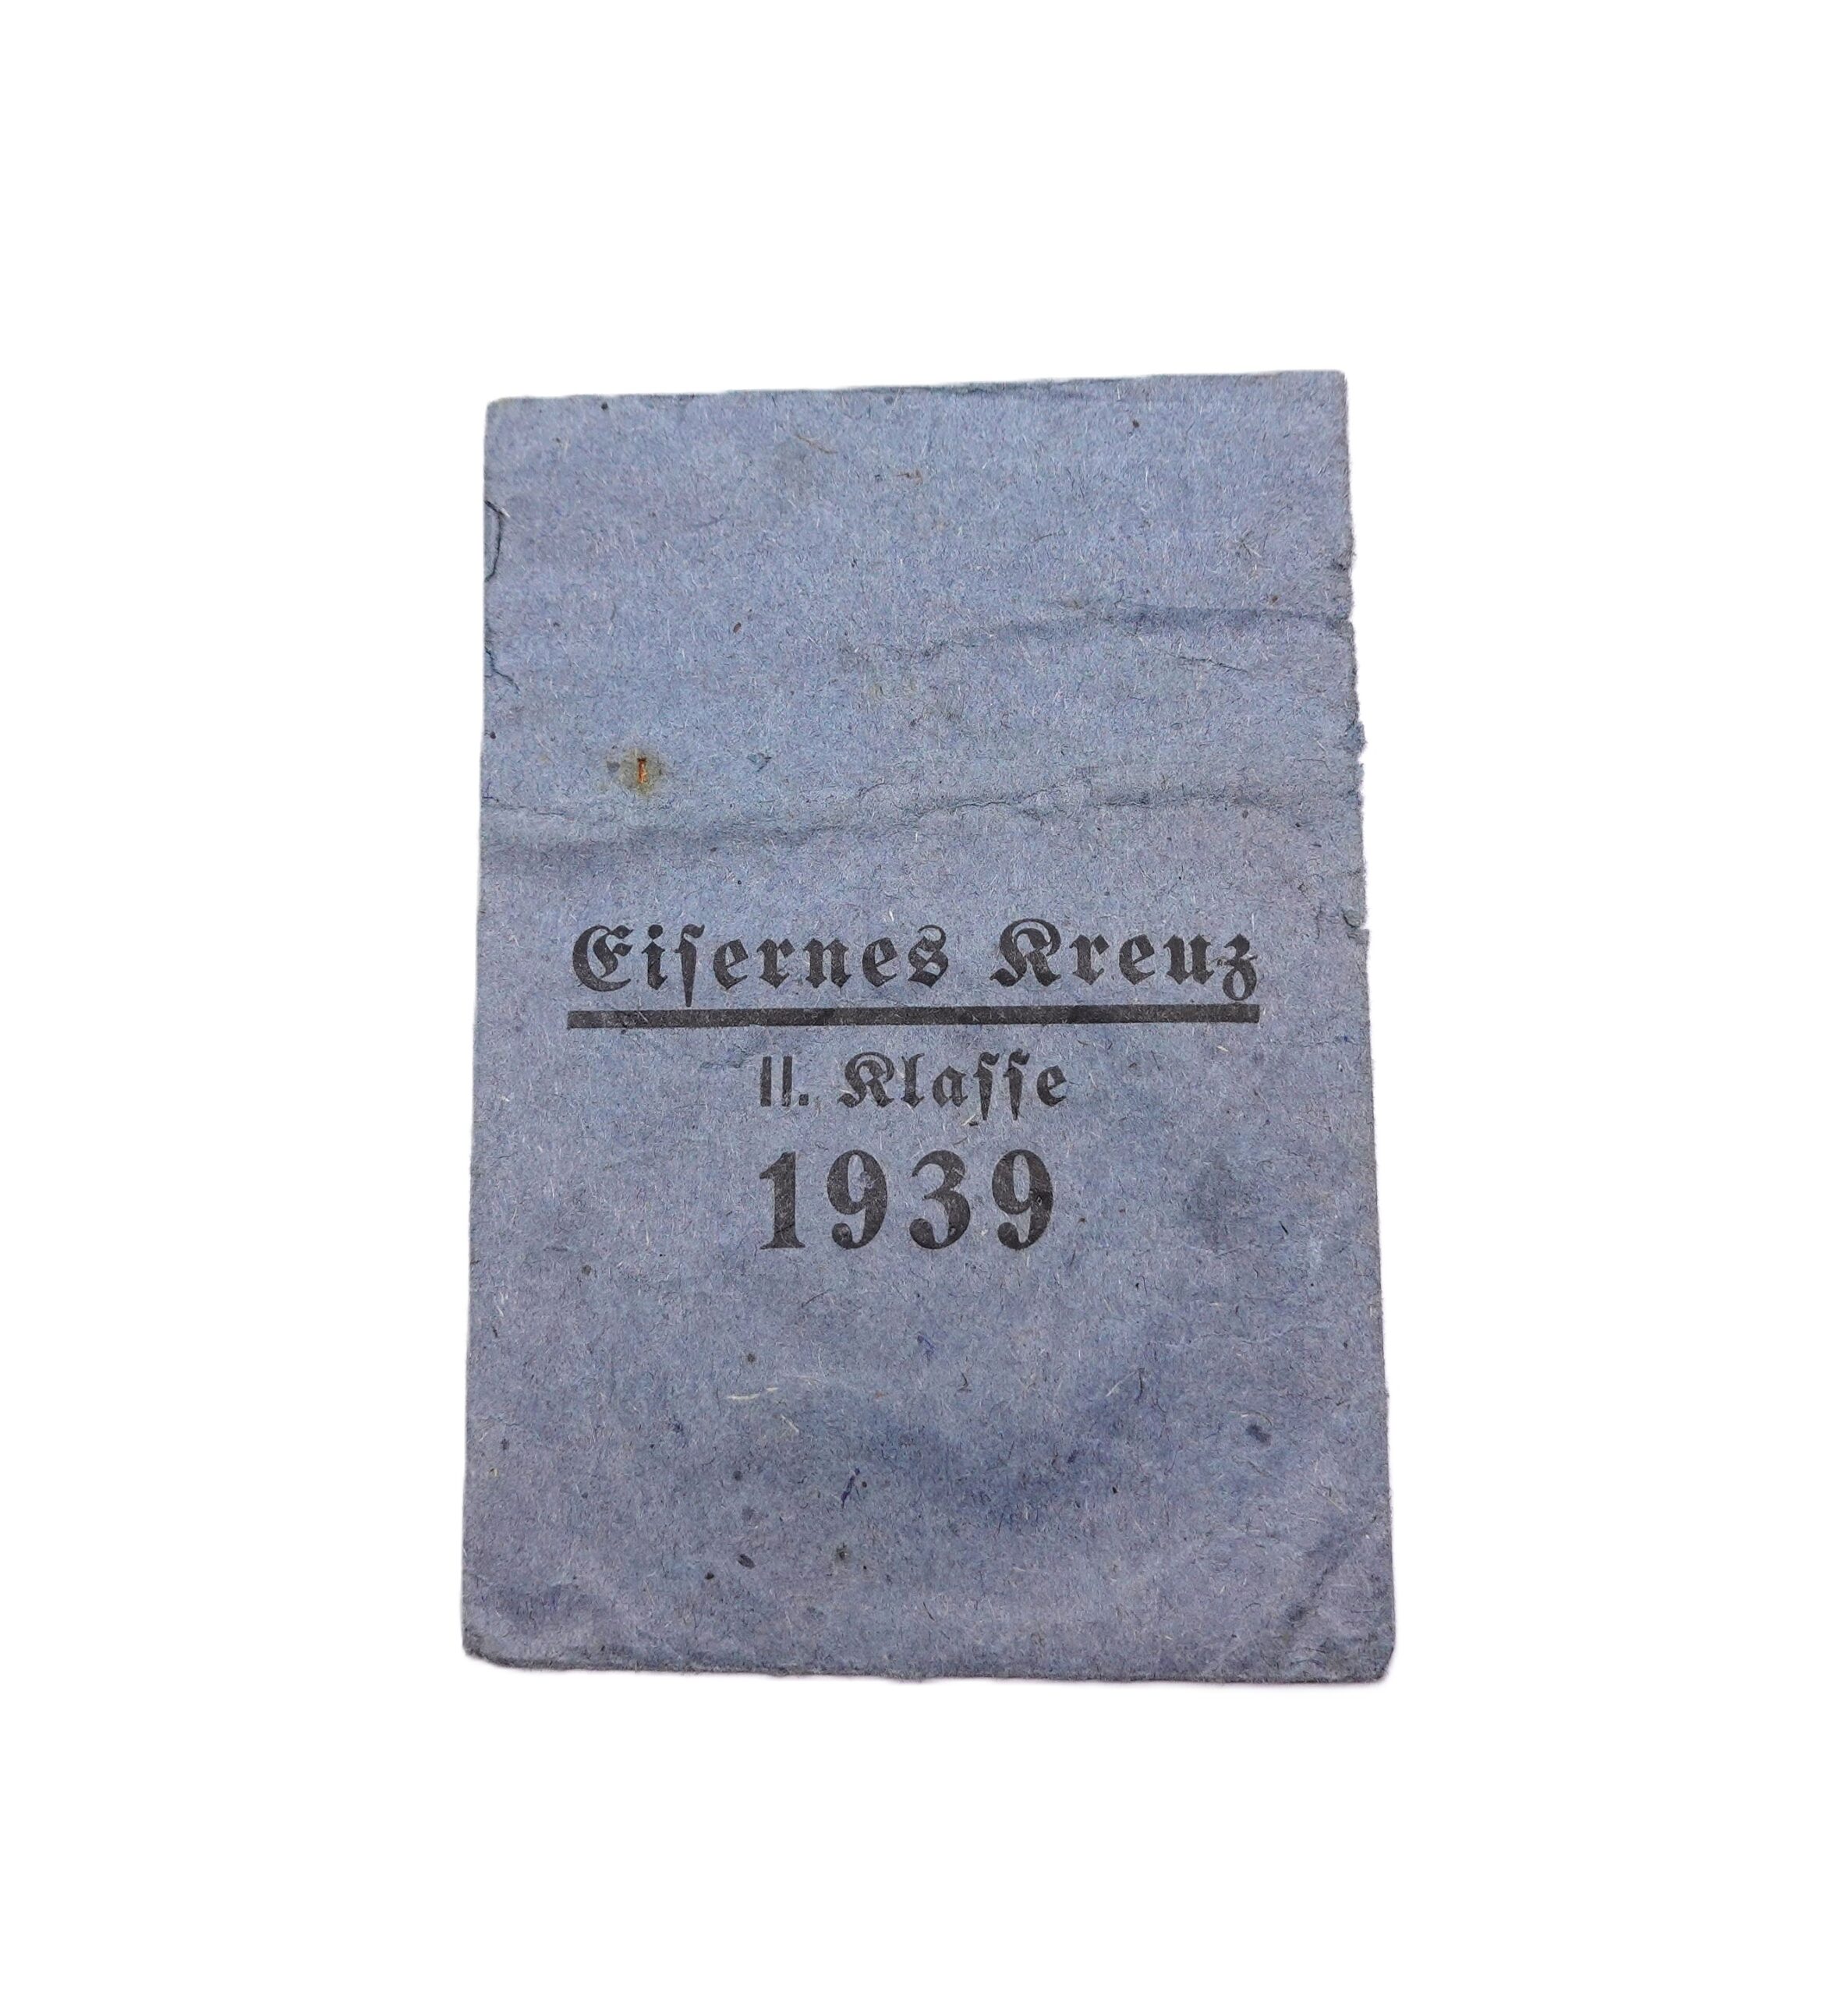 Eiſernes Kreuz
II. Klaſſe
1939